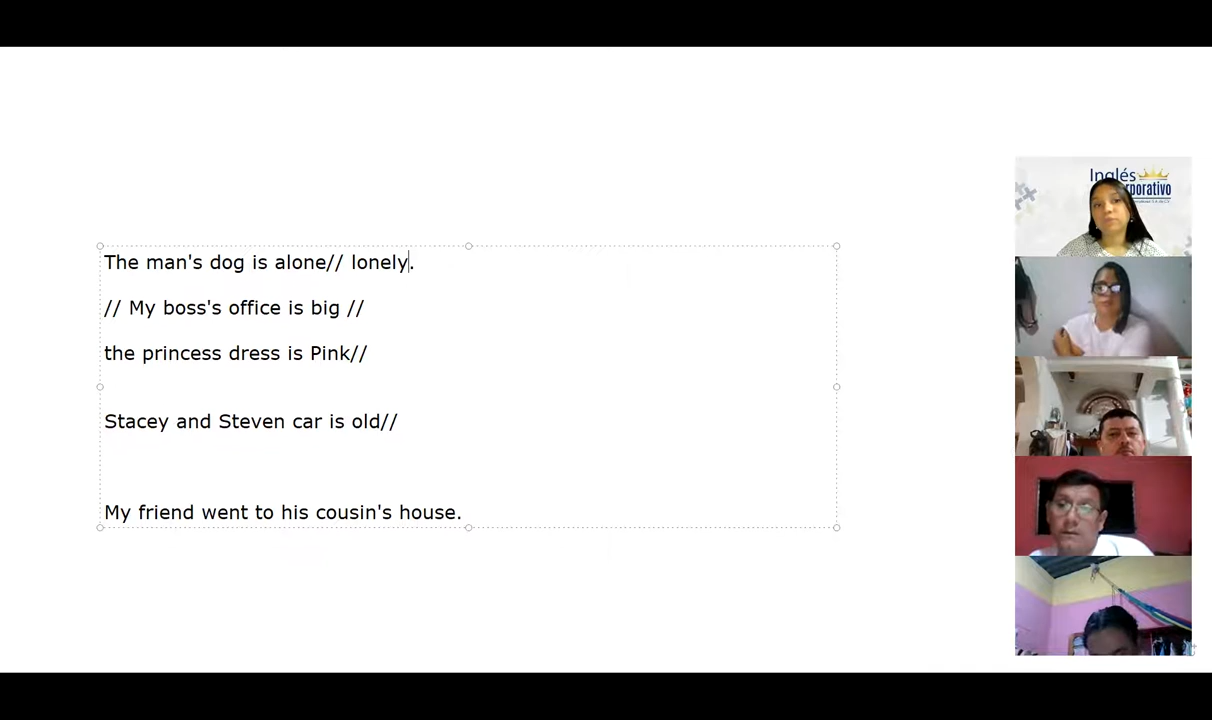 The man's dog is alone// lonely.
// My boss's office is big //
the princess dress is Pink//
Stacey and Steven car is old//
My friend went to his cousin's house.
Inglés
rporativo